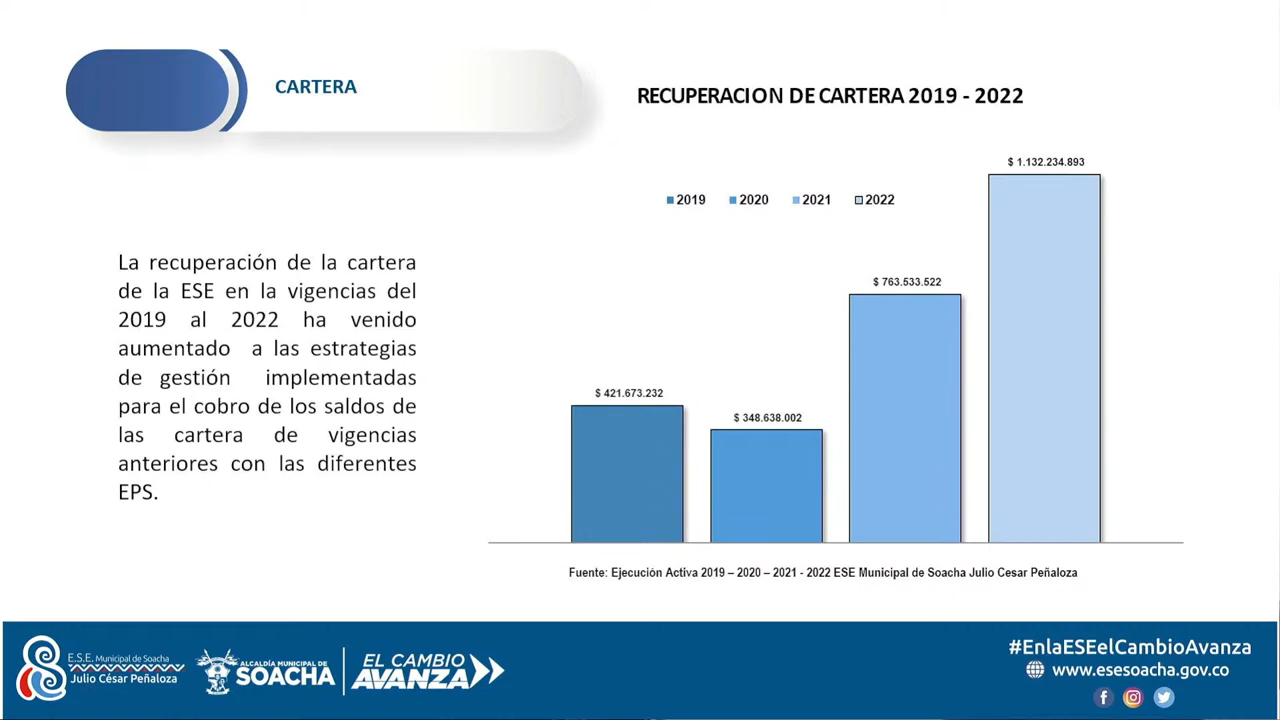 CARTERA
RECUPERACION DE CARTERA 2019 - 2022
$ 1.132.234.893
2019 2020 2021 2022
La recuperación de la cartera
de la ESE en la vigencias del
2019 al 2022 ha venido
aumentado a las estrategias
de gestión implementadas
para el cobro de los saldos de
las cartera de vigencias
anteriores con las diferentes
EPS.
$ 763.533.522
$ 421.673.232
$ 348.638.002
Fuente: Ejecución Activa 2019 – 2020 – 2021 - 2022 ESE Municipal de Soacha Julio Cesar Peñaloza
E.S.E. Municipal de Soacha
Julio César Peñaloza
ALCALDÍA MUNICIPAL DE
SOACHA
EL CAMBIO
AVANZA
#EnlaESEelCambioAvanza
www.esesoacha.gov.co